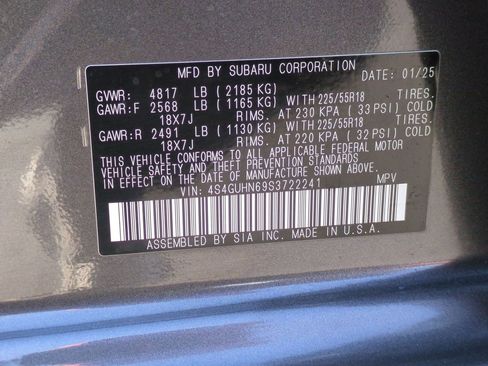 MFD BY SUBARU CORPORATION
DATE: 01/25
GVWR: 4817 LB ( 2185 KG)
GAWR:F 2568 LB ( 1165 KG) WITH 225/55R18 TIRES.
18X7J RIMS. AT 230 KPA ( 33 PSI) COLD
GAWR:R 2491 LB ( 1130 KG) WITH 225/55R18 TIRES.
18X7J RIMS. AT 220 KPA ( 32 PSI) COLD
THIS VEHICLE CONFORMS TO ALL APPLICABLE FEDERAL MOTOR
VEHICLE SAFETY AND THEFT PREVENTION STANDARDS
IN EFFECT ON THE DATE OF MANUFACTURE SHOWN ABOVE.
VIN: 4S4GUHN69S3722241 MPV
ASSEMBLED BY SIA INC. MADE IN U.S.A.